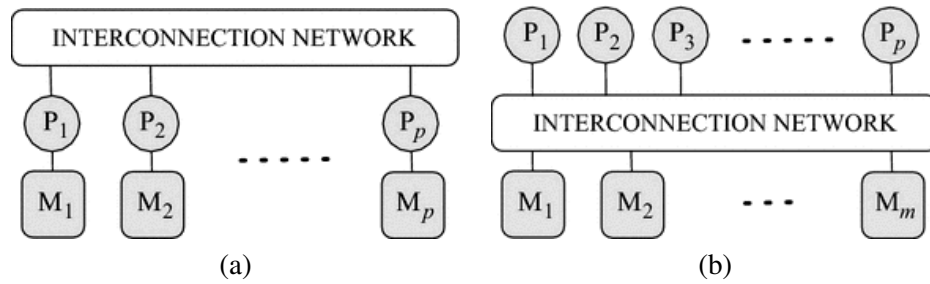 INTERCONNECTION NETWORK
P1 P2 Pp
M1 M2 Mp
(a)
P1 P2 P3 Pp
INTERCONNECTION NETWORK
M1 M2 Mm
(b)